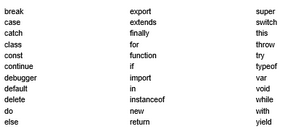 break export super
case extends switch
catch finally this
class for throw
const function try
continue if typeof
debugger import var
default in void
delete instanceof while
do new with
else return yield